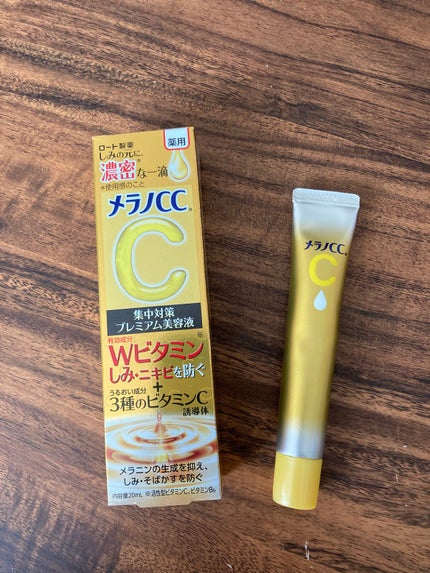 薬用
ロート製薬
しみの元に、
濃密な一滴
※使用感のこと
メラノCC
C
集中対策
プレミアム美容液
有効成分
Wビタミン※
しみ・ニキビを防ぐ
+
うるおい成分
3種のビタミンC
誘導体
メラニンの生成を抑え、
しみ・そばかすを防ぐ
内容量20mL ※活性型ビタミンC、ビタミンB₆
メラノCC
C